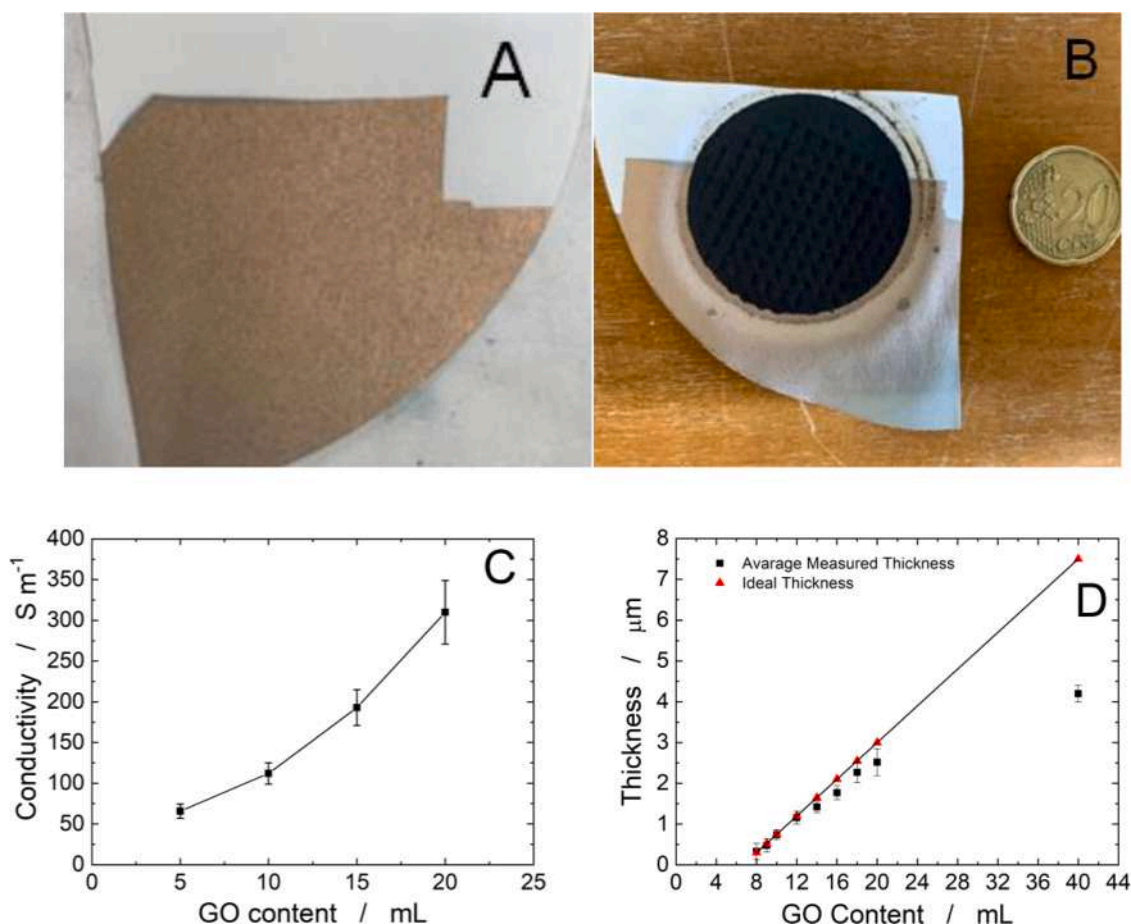 A
B
20
CENT
400
350
300
250
200
150
100
50
0
Conductivity / S m⁻¹
C
0 5 10 15 20 25
GO content / mL
8
7
6
5
4
3
2
1
0
Thickness / μm
Avarage Measured Thickness
Ideal Thickness
D
0 4 8 12 16 20 24 28 32 36 40 44
GO Content / mL